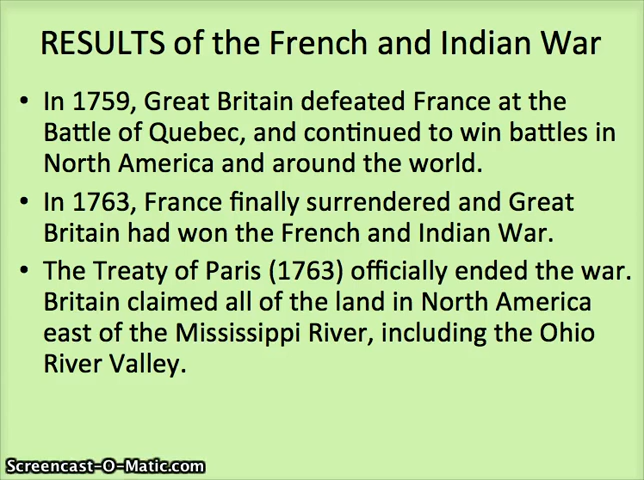 RESULTS of the French and Indian War
• In 1759, Great Britain defeated France at the
Battle of Quebec, and continued to win battles in
North America and around the world.
• In 1763, France finally surrendered and Great
Britain had won the French and Indian War.
• The Treaty of Paris (1763) officially ended the war.
Britain claimed all of the land in North America
east of the Mississippi River, including the Ohio
River Valley.
Screencast-O-Matic.com